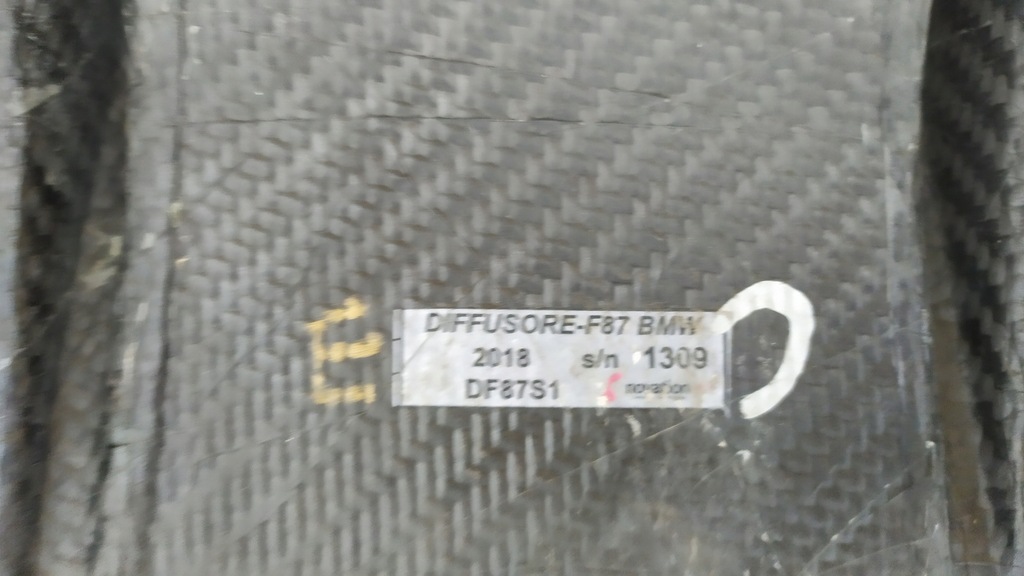 DIFFUSORE-F87 BMW
2018 s/n 1309
DF87S1 novation